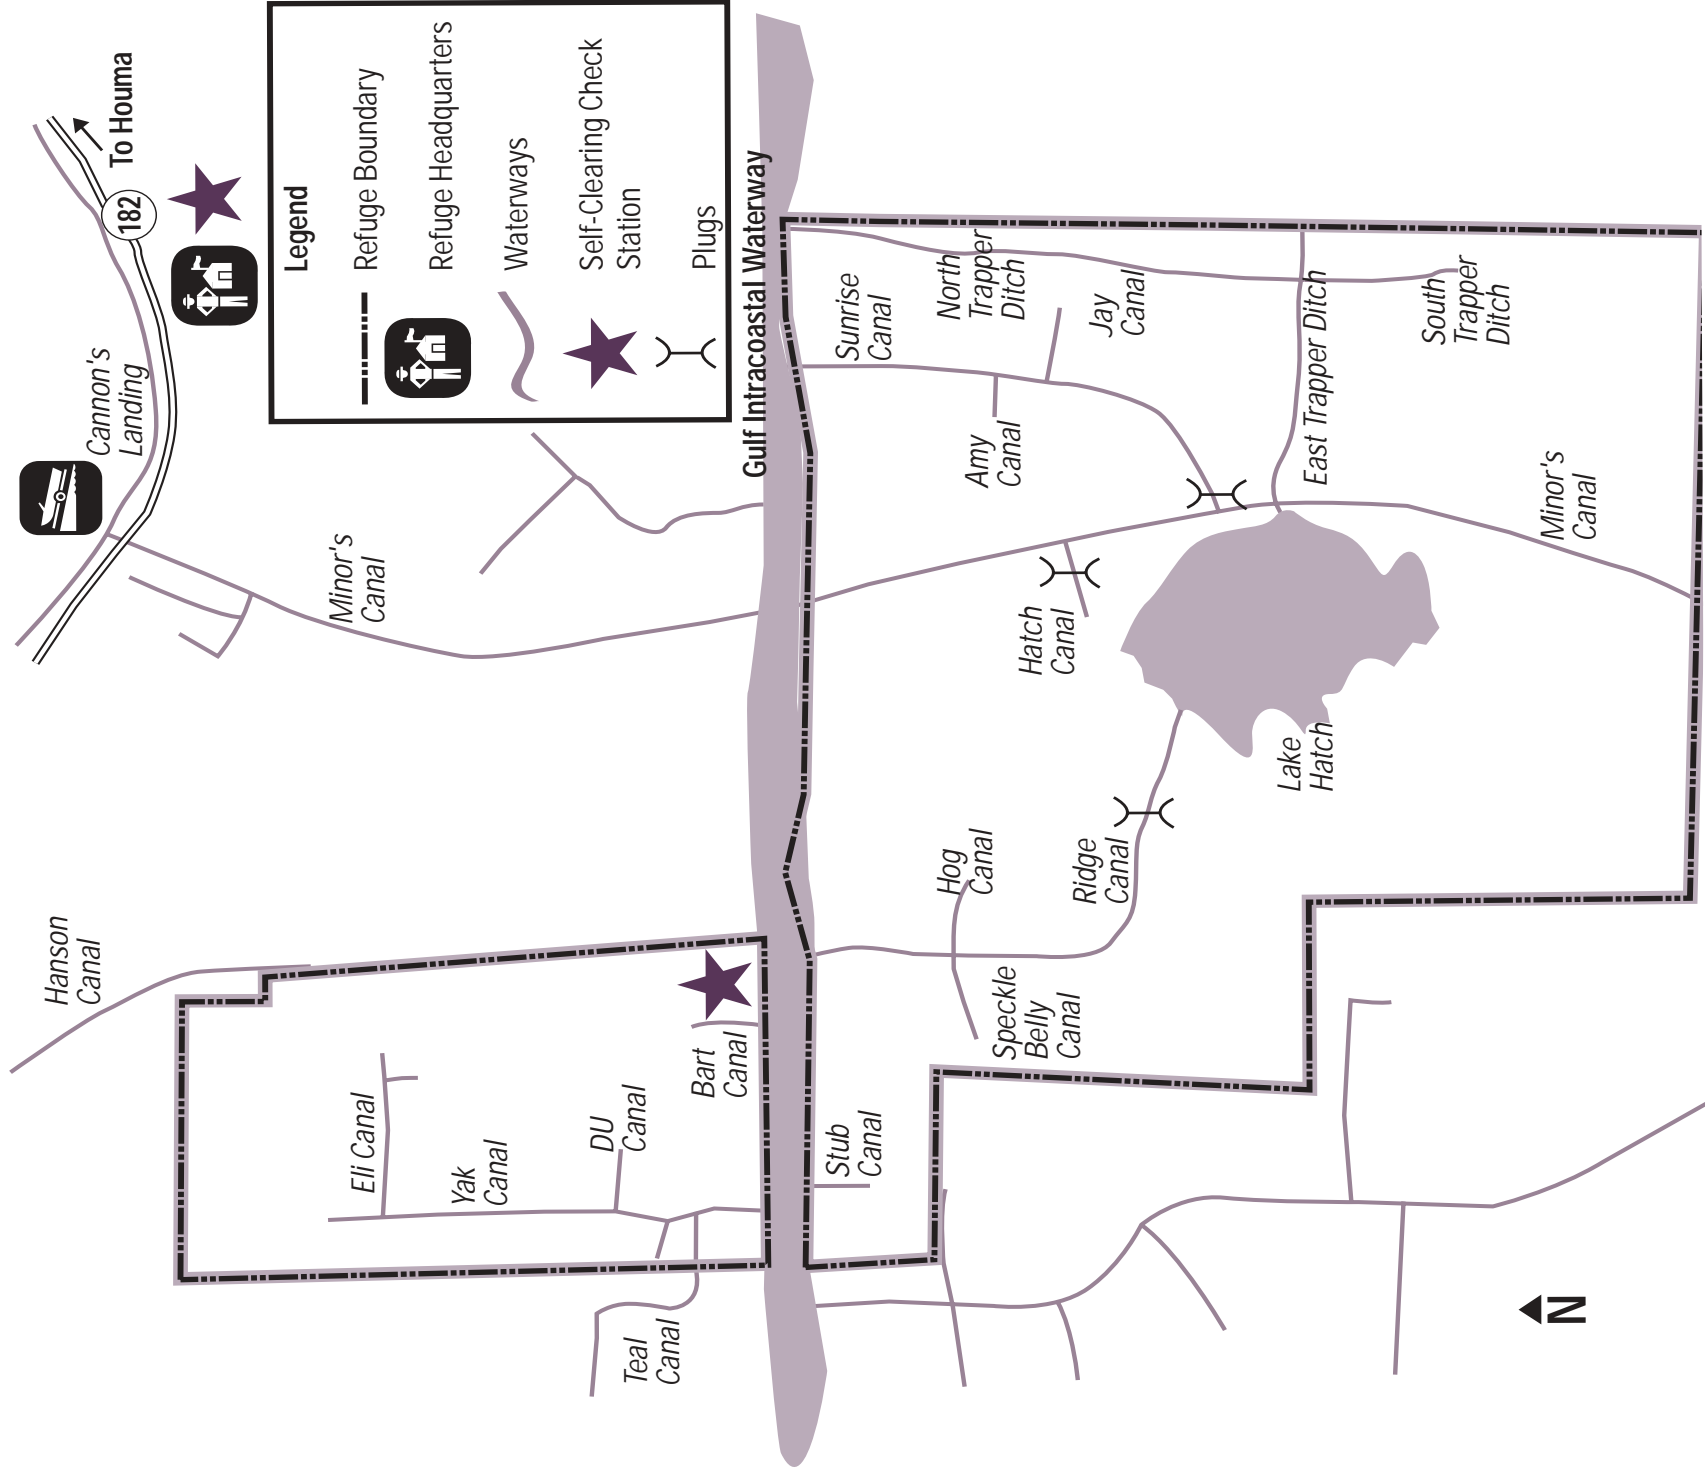 To Houma
182
Cannon's
Landing
Legend
Refuge Boundary
Refuge Headquarters
Waterways
Self-Clearing Check
Station
Plugs
Gulf Intracoastal Waterway
Minor's
Canal
Hanson
Canal
Eli Canal
Yak
Canal
DU
Canal
Bart
Canal
Teal
Canal
Stub
Canal
Sunrise
Canal
North
Trapper
Ditch
Jay
Canal
Amy
Canal
East Trapper Ditch
South
Trapper
Ditch
Minor's
Canal
Hatch
Canal
Lake
Hatch
Hog
Canal
Ridge
Canal
Speckle
Belly
Canal
N